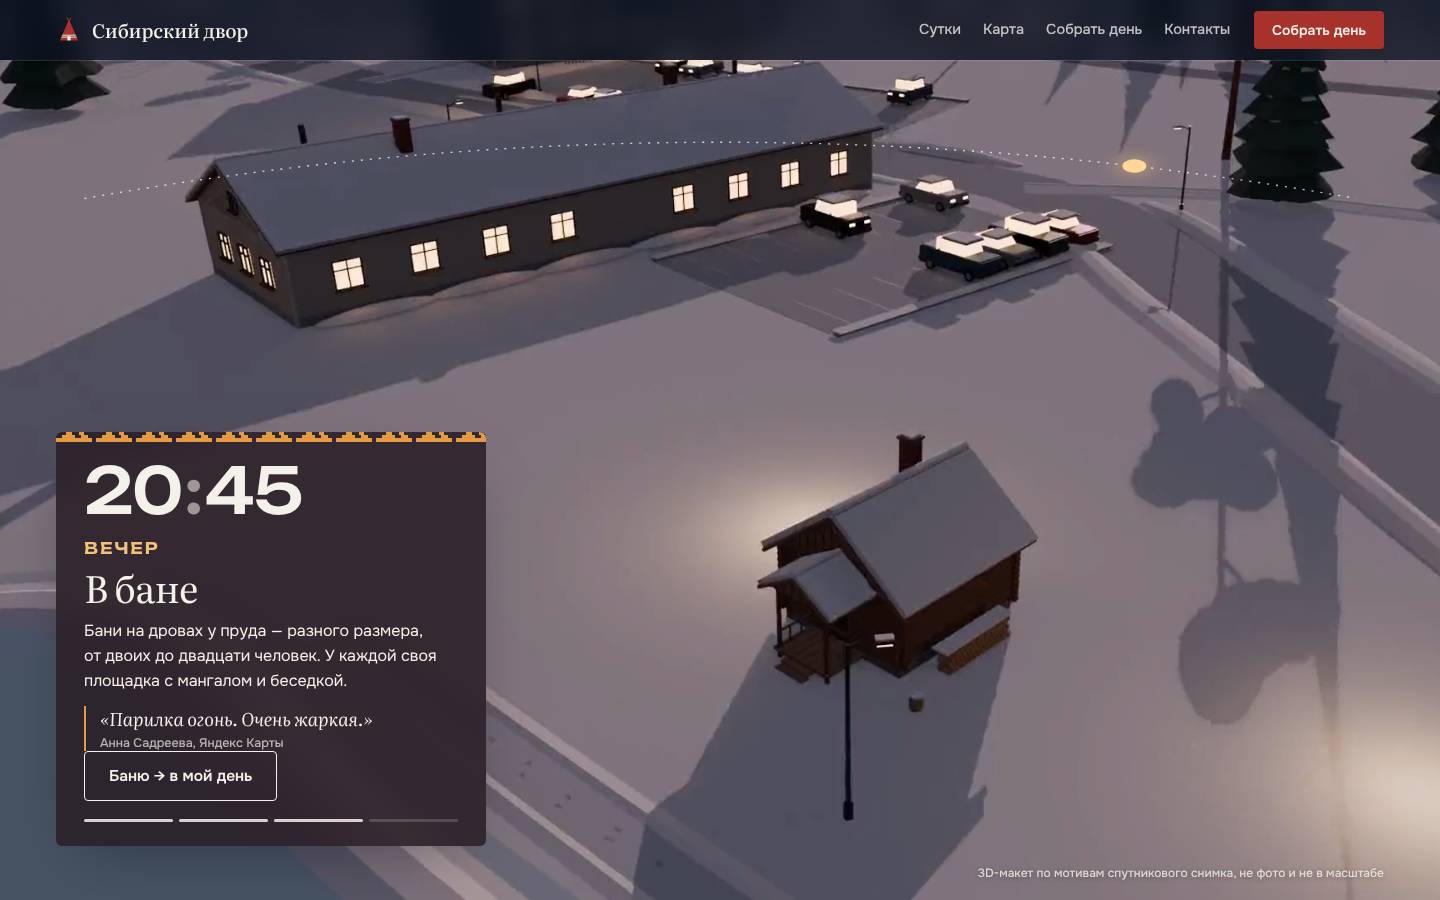 Сибирский двор
Сутки
Карта
Собрать день
Контакты
Собрать день
20:45
ВЕЧЕР
В бане
Бани на дровах у пруда — разного размера,
от двоих до двадцати человек. У каждой своя
площадка с мангалом и беседкой.
«Парилка огонь. Очень жаркая.»
Анна Садреева, Яндекс Карты
Баню → в мой день
3D-макет по мотивам спутникового снимка, не фото и не в масштабе